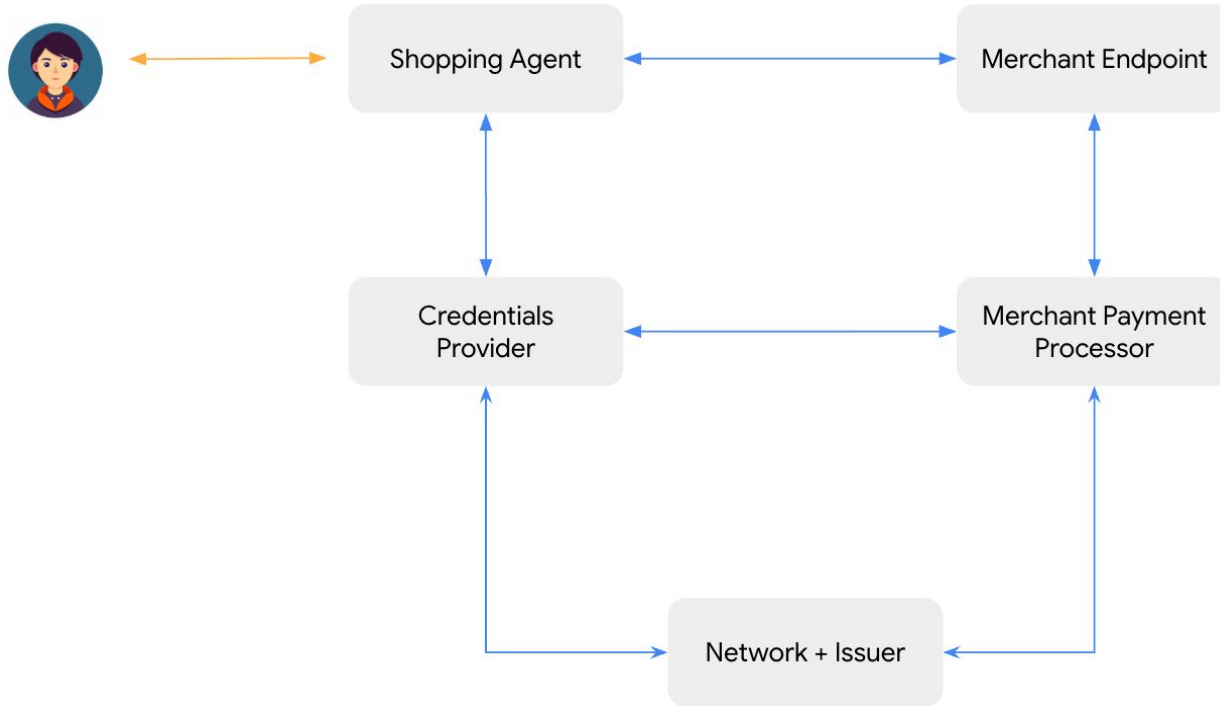 Shopping Agent
Merchant Endpoint
Credentials
Provider
Merchant Payment
Processor
Network + Issuer